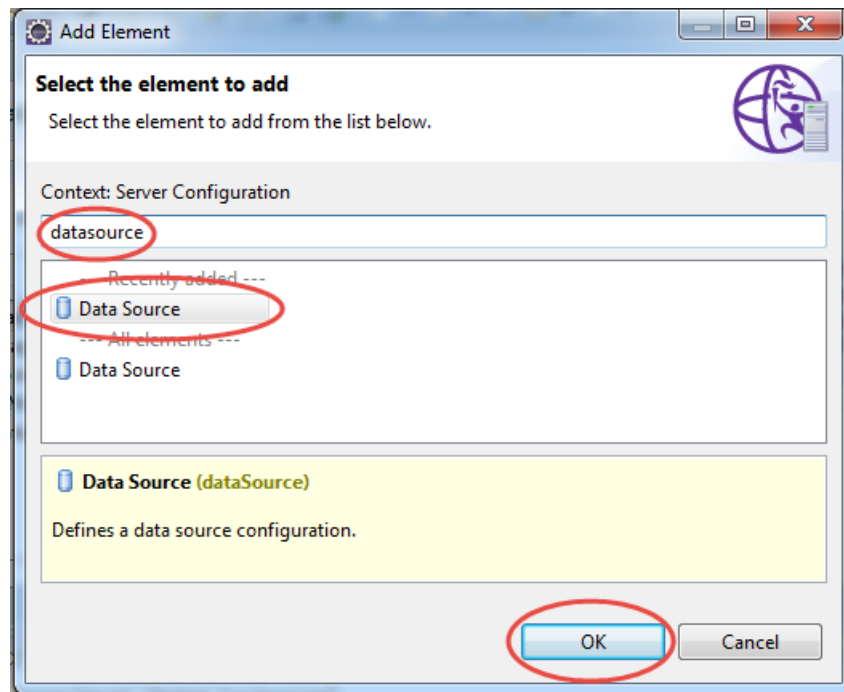 Add Element
Select the element to add
Select the element to add from the list below.
Context: Server Configuration
datasource
--- Recently added ---
Data Source
--- All elements ---
Data Source
Data Source (dataSource)
Defines a data source configuration.
OK Cancel